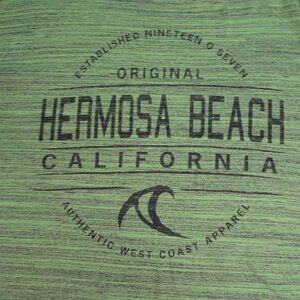 ESTABLISHED NINETEEN O SEVEN
ORIGINAL
HERMOSA BEACH
CALIFORNIA
AUTHENTIC WEST COAST APPAREL